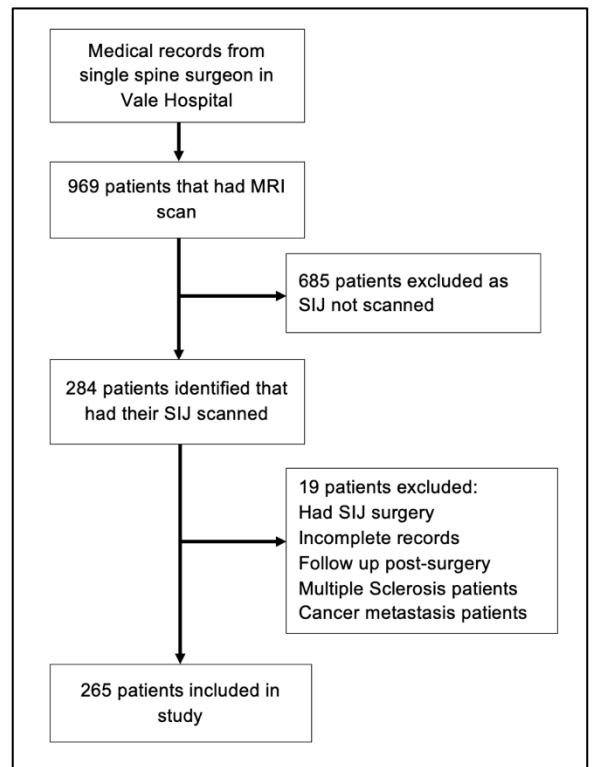 Medical records from
single spine surgeon in
Vale Hospital
969 patients that had MRI
scan
685 patients excluded as
SIJ not scanned
284 patients identified that
had their SIJ scanned
19 patients excluded:
Had SIJ surgery
Incomplete records
Follow up post-surgery
Multiple Sclerosis patients
Cancer metastasis patients
265 patients included in
study